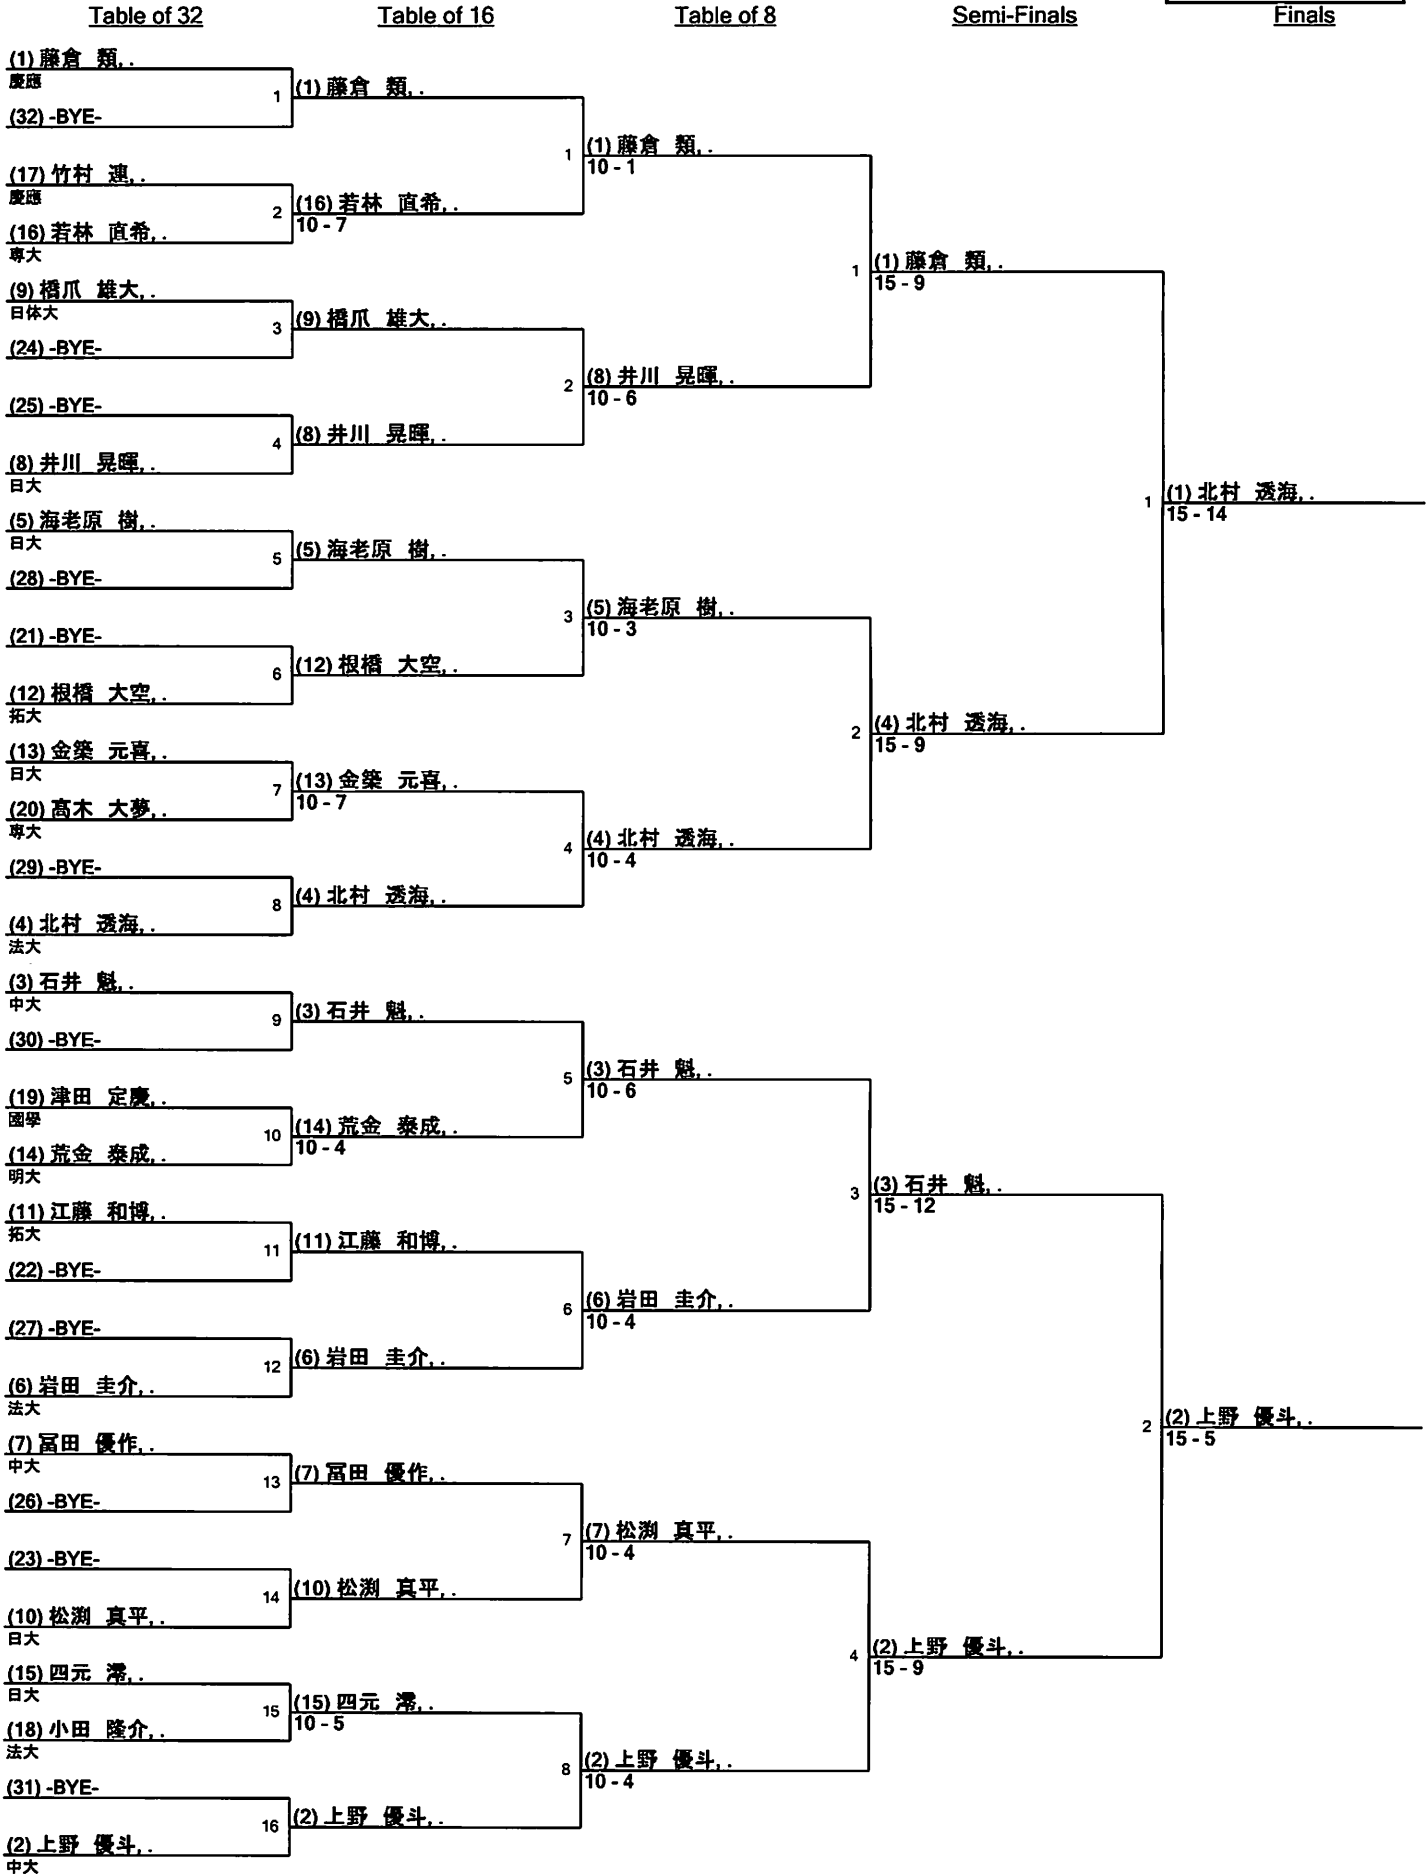 Table of 32
Table of 16
Table of 8
Semi-Finals
Finals
(1) 藤倉 類, .
慶應
(32) -BYE-
(17) 竹村 速, .
慶應
(16) 若林 直希, .
専大
(9) 橋爪 雄大, .
日体大
(24) -BYE-
(25) -BYE-
(8) 井川 晃暉, .
日大
(5) 海老原 樹, .
日大
(28) -BYE-
(21) -BYE-
(12) 根橋 大空, .
拓大
(13) 金築 元喜, .
日大
(20) 髙木 大夢, .
専大
(29) -BYE-
(4) 北村 透海, .
法大
(3) 石井 魁, .
中大
(30) -BYE-
(19) 津田 定慶, .
國學
(14) 荒金 泰成, .
明大
(11) 江藤 和博, .
拓大
(22) -BYE-
(27) -BYE-
(6) 岩田 圭介, .
法大
(7) 冨田 優作, .
中大
(26) -BYE-
(23) -BYE-
(10) 松渕 真平, .
日大
(15) 四元 澪, .
日大
(18) 小田 隆介, .
法大
(31) -BYE-
(2) 上野 優斗, .
中大
1 (1) 藤倉 類, .
2 (16) 若林 直希, .
10 - 7
3 (9) 橋爪 雄大, .
4 (8) 井川 晃暉, .
5 (5) 海老原 樹, .
6 (12) 根橋 大空, .
7 (13) 金築 元喜, .
10 - 7
8 (4) 北村 透海, .
9 (3) 石井 魁, .
10 (14) 荒金 泰成, .
10 - 4
11 (11) 江藤 和博, .
12 (6) 岩田 圭介, .
13 (7) 冨田 優作, .
14 (10) 松渕 真平, .
15 (15) 四元 澪, .
10 - 5
16 (2) 上野 優斗, .
1 (1) 藤倉 類, .
10 - 1
2 (8) 井川 晃暉, .
10 - 6
3 (5) 海老原 樹, .
10 - 3
4 (4) 北村 透海, .
10 - 4
5 (3) 石井 魁, .
10 - 6
6 (6) 岩田 圭介, .
10 - 4
7 (7) 松渕 真平, .
10 - 4
8 (2) 上野 優斗, .
10 - 4
1 (1) 藤倉 類, .
15 - 9
2 (4) 北村 透海, .
15 - 9
3 (3) 石井 魁, .
15 - 12
4 (2) 上野 優斗, .
15 - 9
1 (1) 北村 透海, .
15 - 14
2 (2) 上野 優斗, .
15 - 5